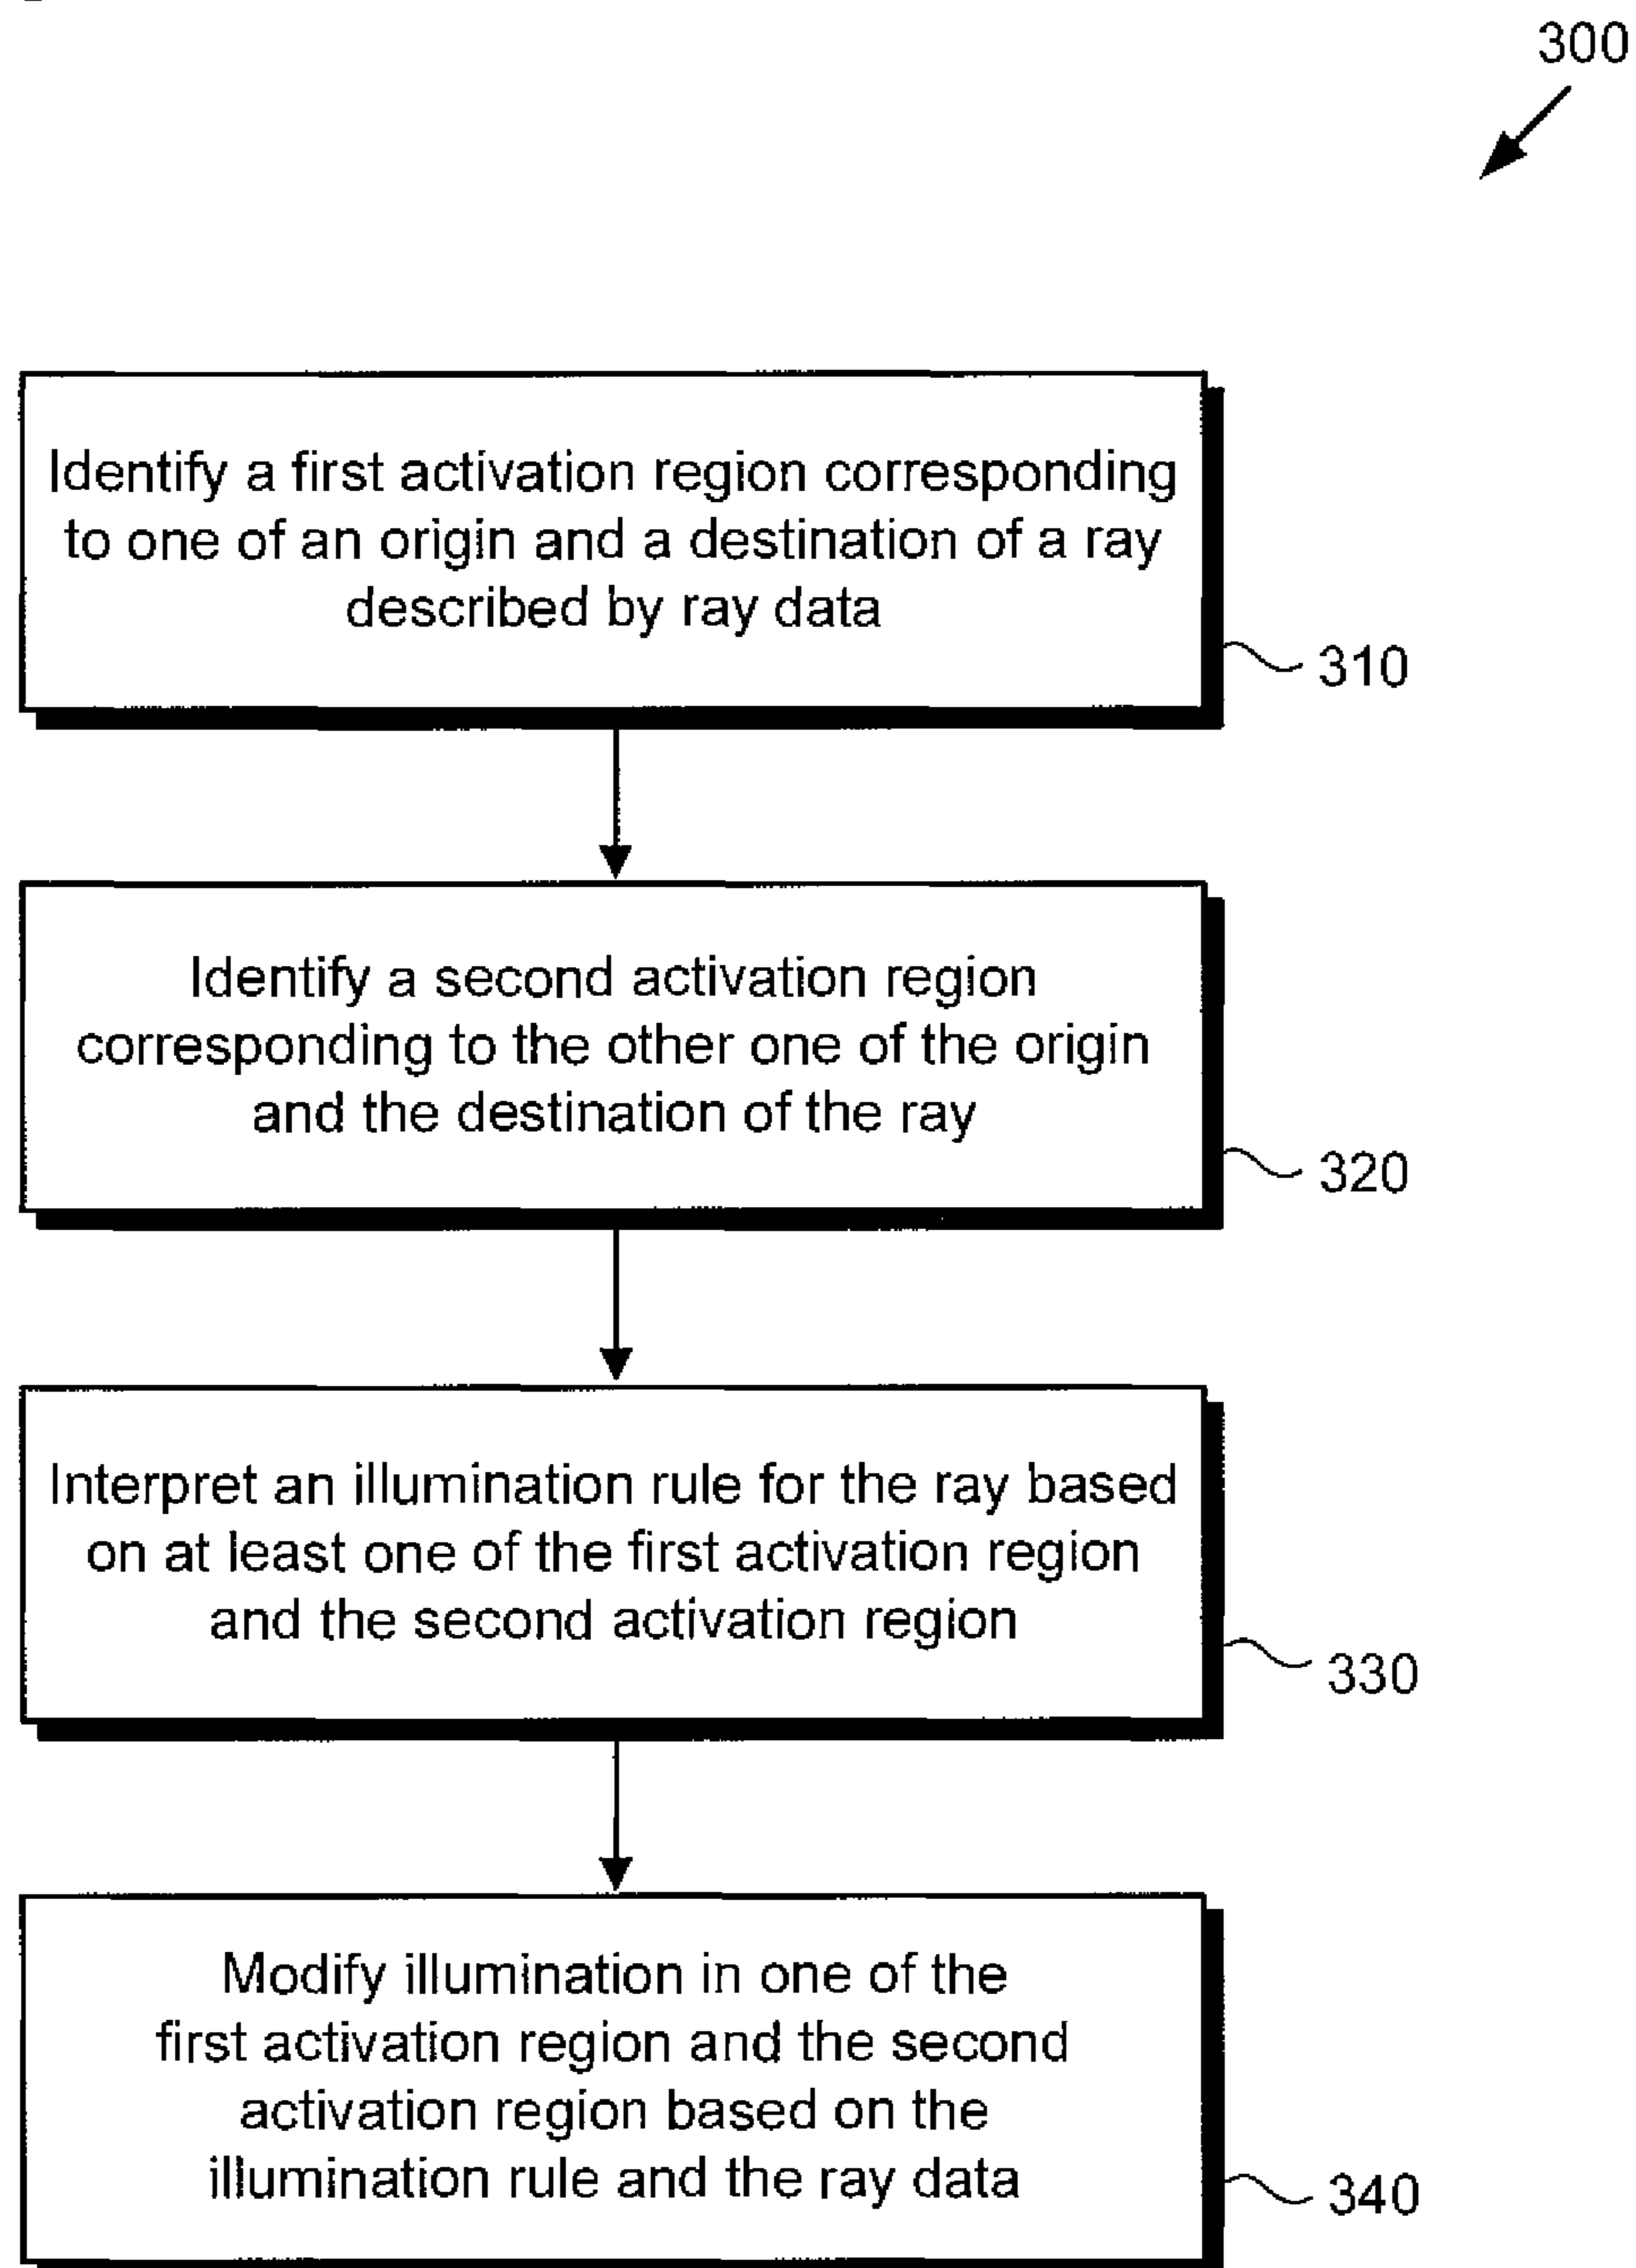 300
Identify a first activation region corresponding
to one of an origin and a destination of a ray
described by ray data
310
Identify a second activation region
corresponding to the other one of the origin
and the destination of the ray
320
Interpret an illumination rule for the ray based
on at least one of the first activation region
and the second activation region
330
Modify illumination in one of the
first activation region and the second
activation region based on the
illumination rule and the ray data
340